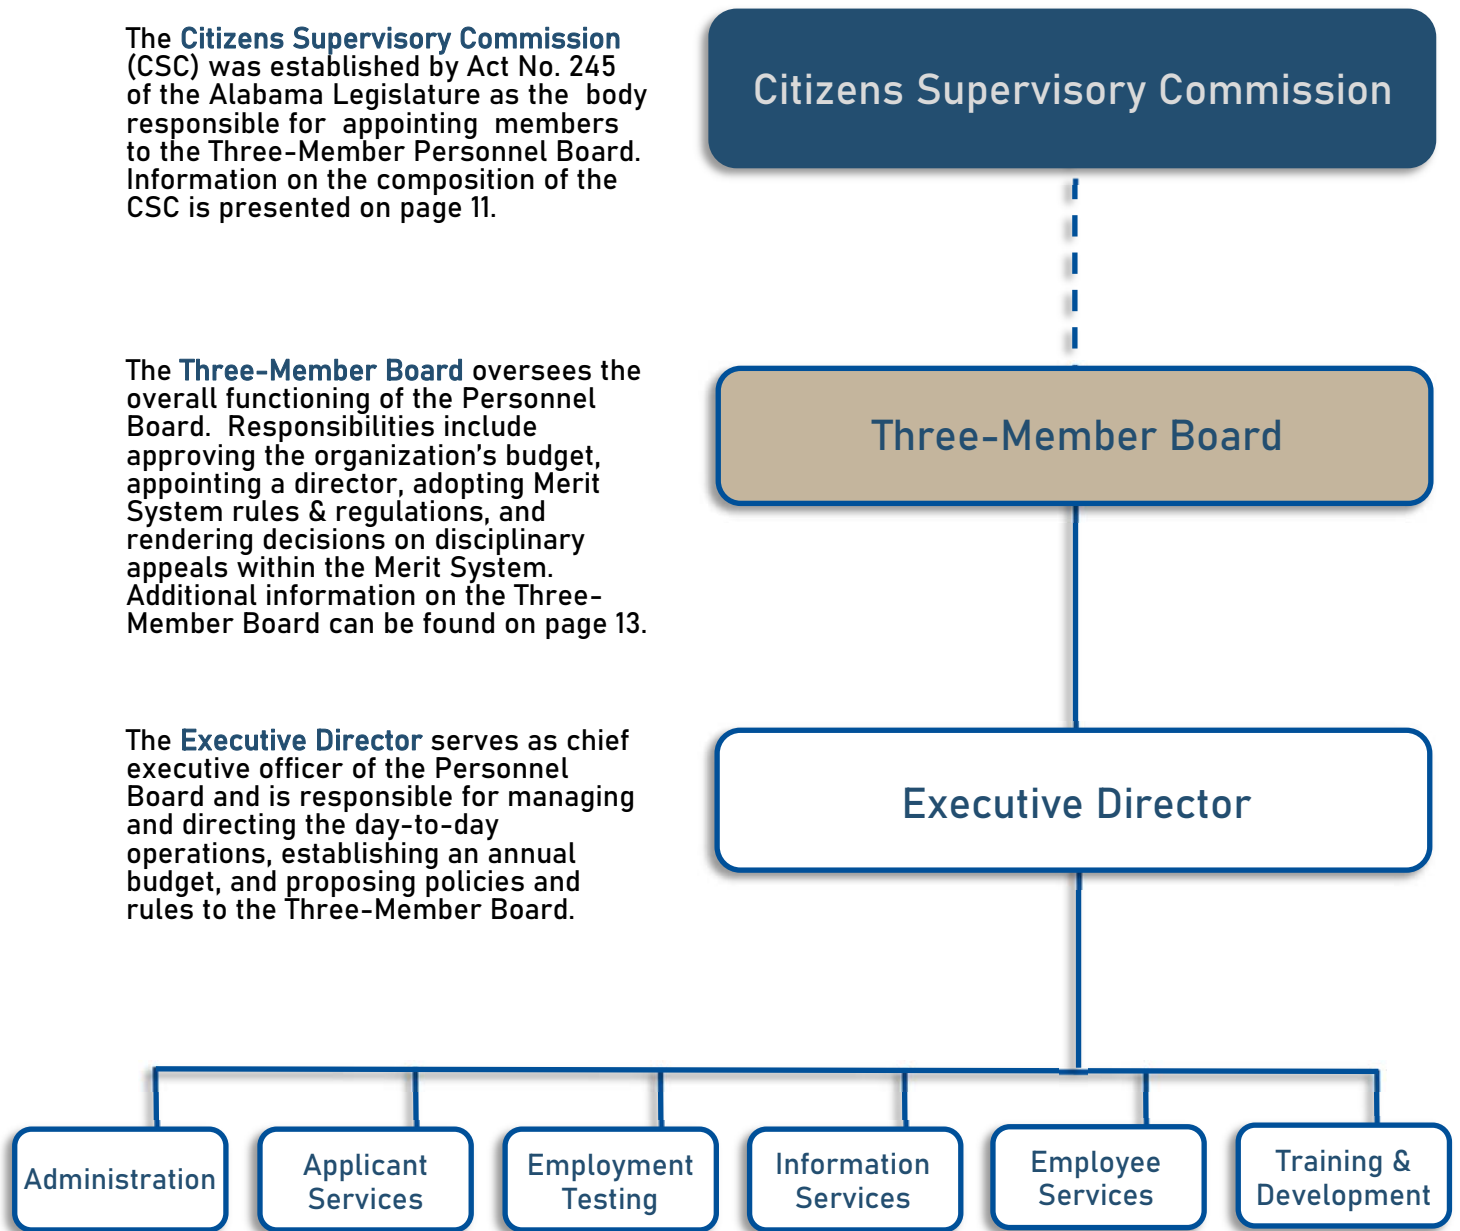 The Citizens Supervisory Commission
(CSC) was established by Act No. 245
of the Alabama Legislature as the body
responsible for appointing members
to the Three-Member Personnel Board.
Information on the composition of the
CSC is presented on page 11.
Citizens Supervisory Commission
The Three-Member Board oversees the
overall functioning of the Personnel
Board. Responsibilities include
approving the organization's budget,
appointing a director, adopting Merit
System rules & regulations, and
rendering decisions on disciplinary
appeals within the Merit System.
Additional information on the Three-
Member Board can be found on page 13.
Three-Member Board
The Executive Director serves as chief
executive officer of the Personnel
Board and is responsible for managing
and directing the day-to-day
operations, establishing an annual
budget, and proposing policies and
rules to the Three-Member Board.
Executive Director
Administration
Applicant
Services
Employment
Testing
Information
Services
Employee
Services
Training &
Development